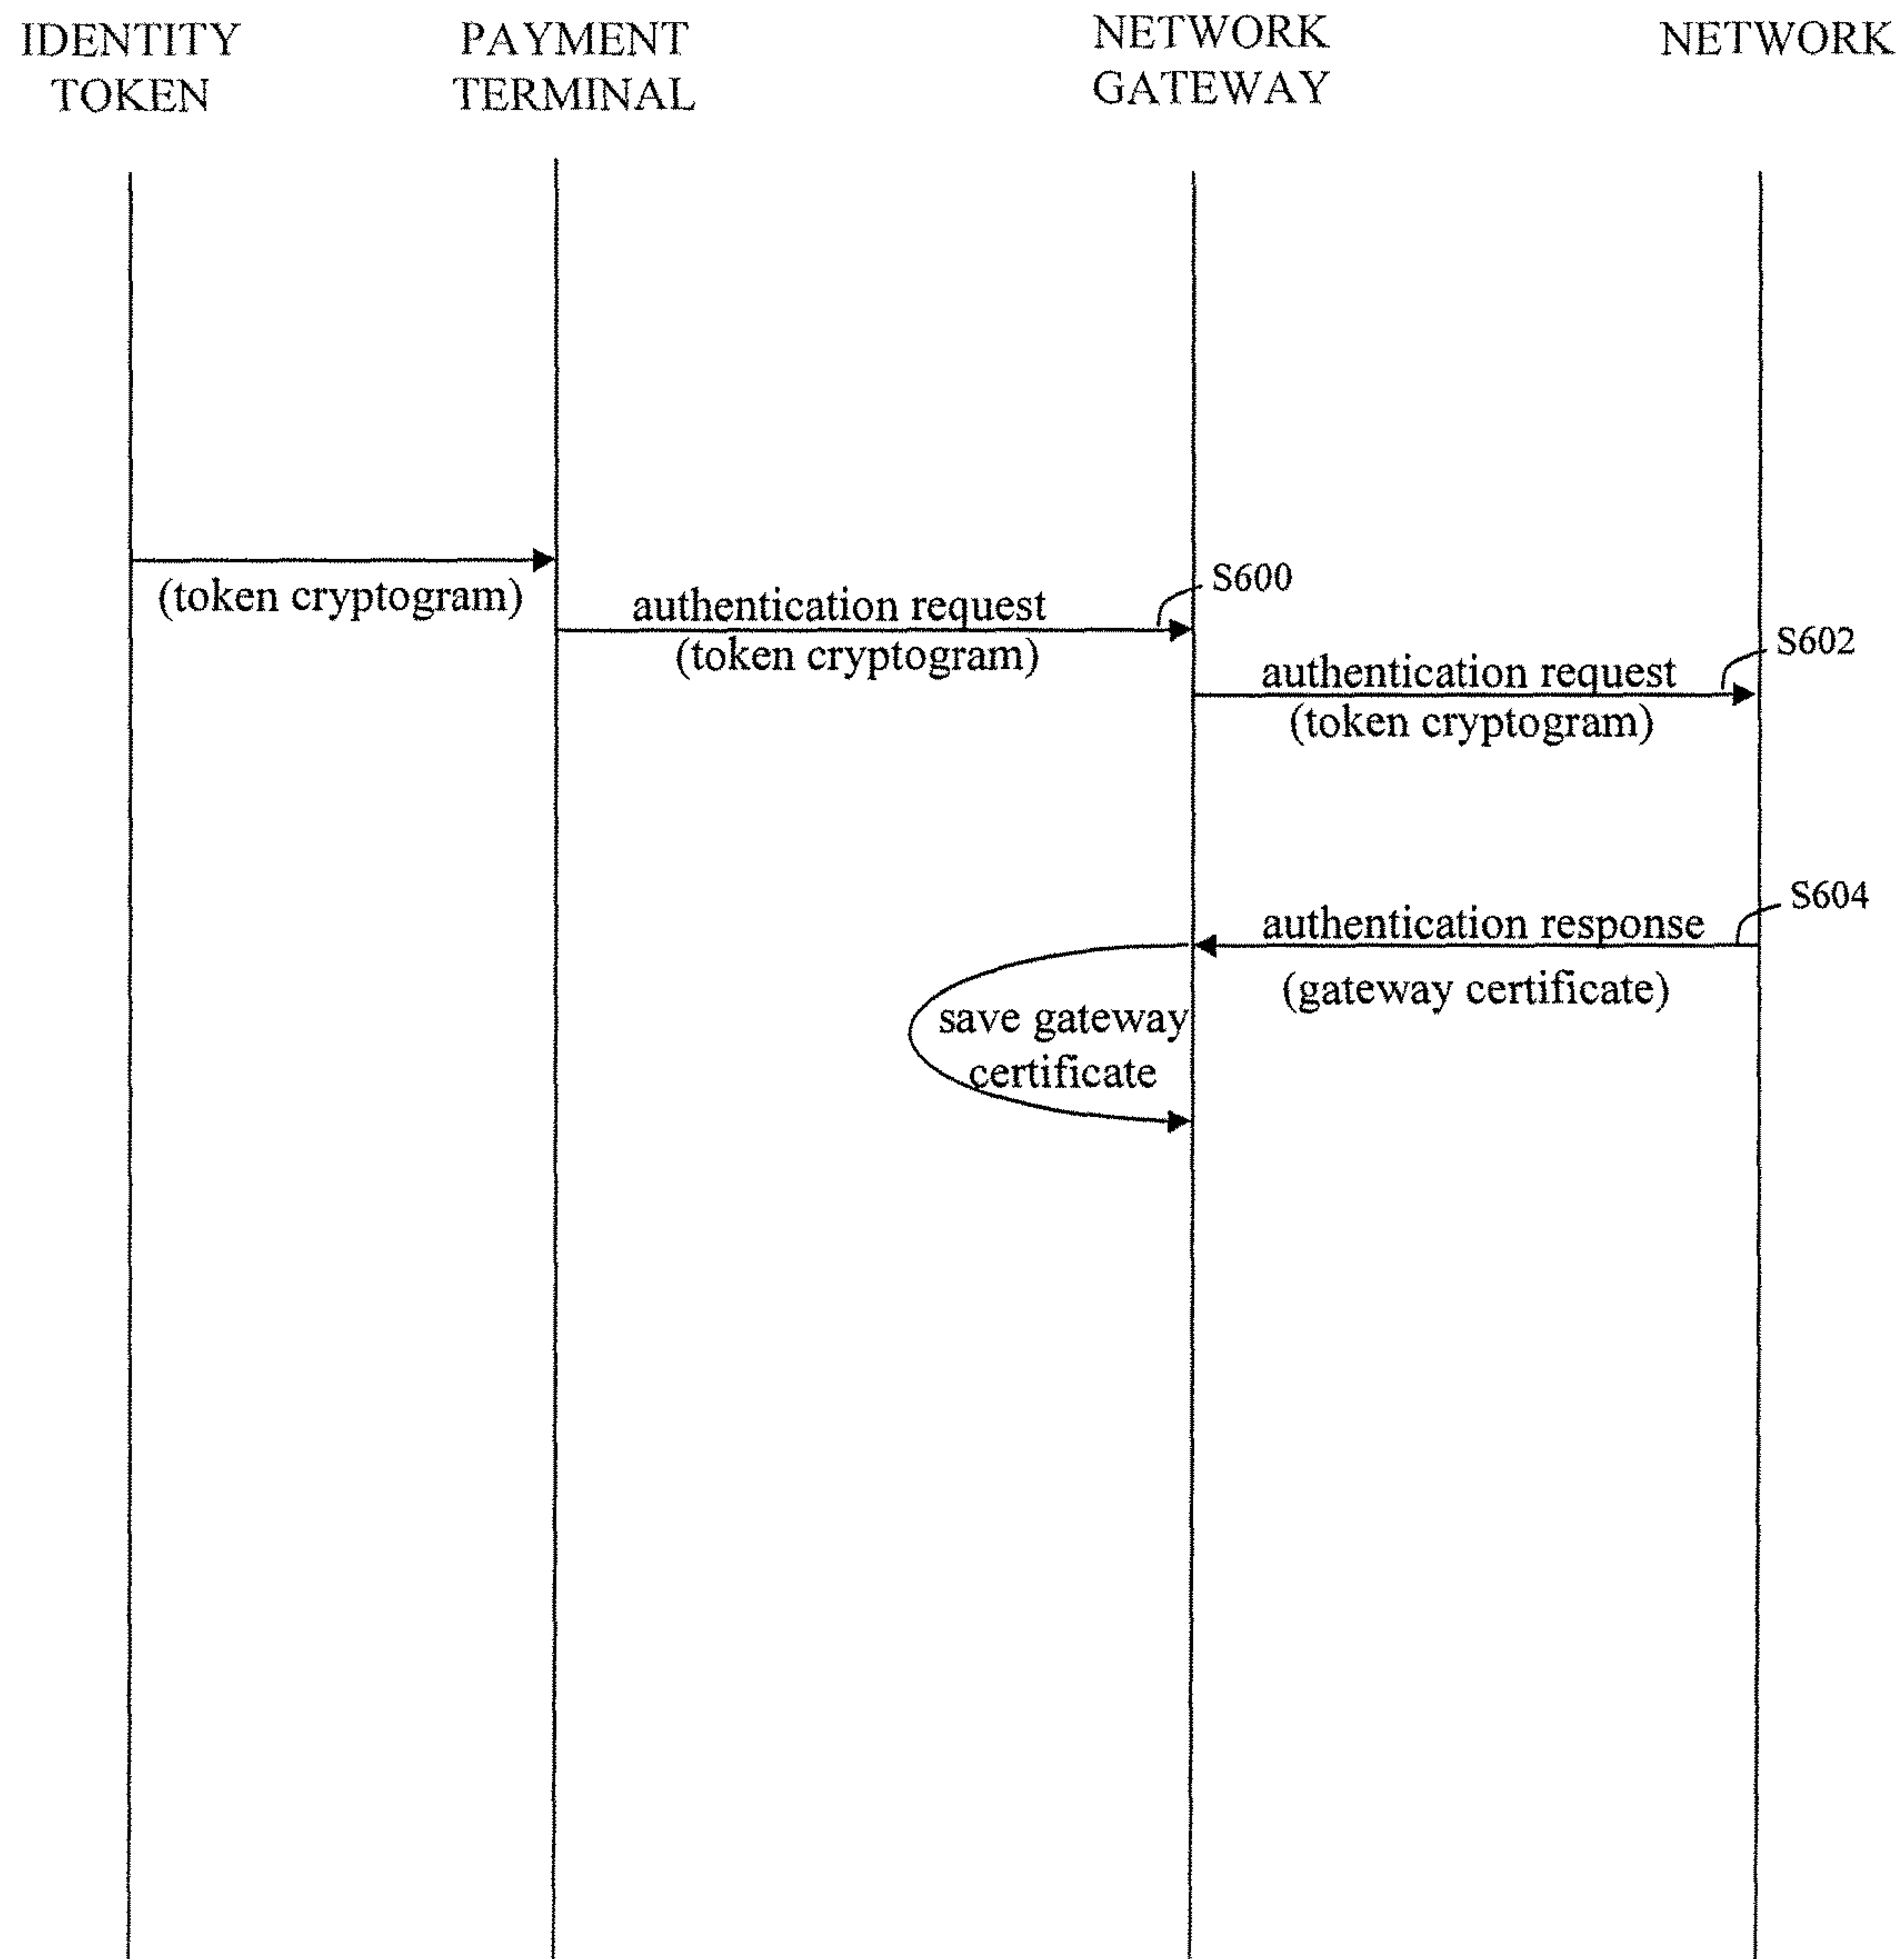 IDENTITY
TOKEN
PAYMENT
TERMINAL
NETWORK
GATEWAY
NETWORK
(token cryptogram)
authentication request
S600
(token cryptogram)
authentication request
S602
(token cryptogram)
authentication response
S604
(gateway certificate)
save gateway
certificate